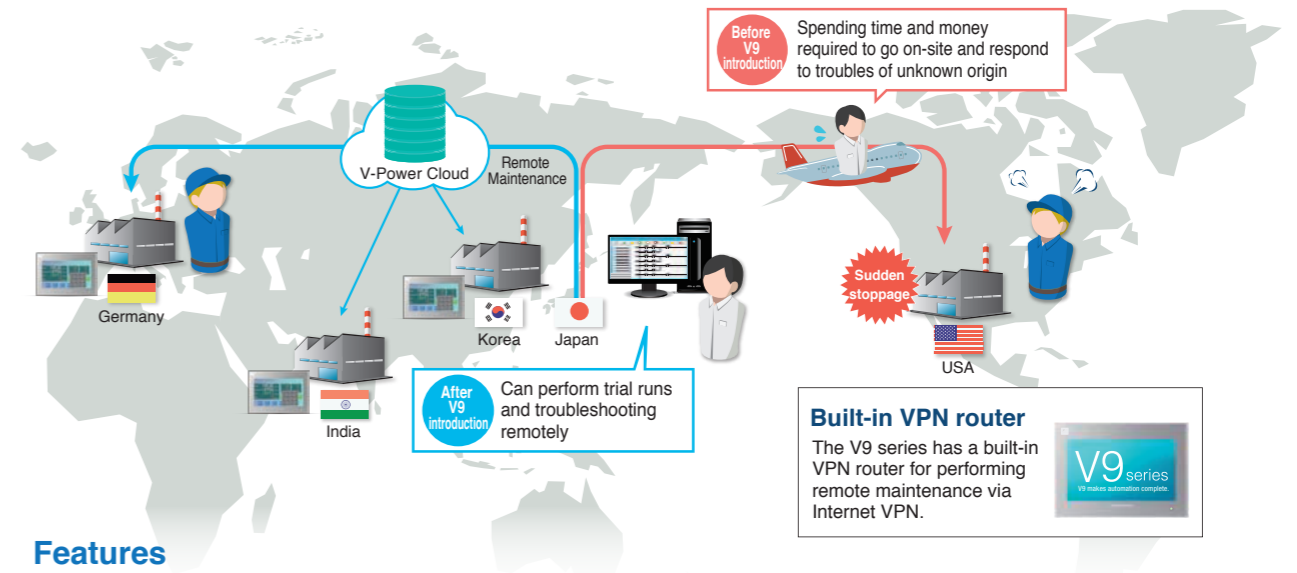 Before
V9
introduction
Spending time and money
required to go on-site and respond
to troubles of unknown origin
V-Power Cloud
Remote
Maintenance
Sudden
stoppage
Germany
Korea
Japan
USA
India
After
V9
introduction
Can perform trial runs
and troubleshooting
remotely
Built-in VPN router
The V9 series has a built-in
VPN router for performing
remote maintenance via
Internet VPN.
V9 series
V9 makes automation complete.
Features